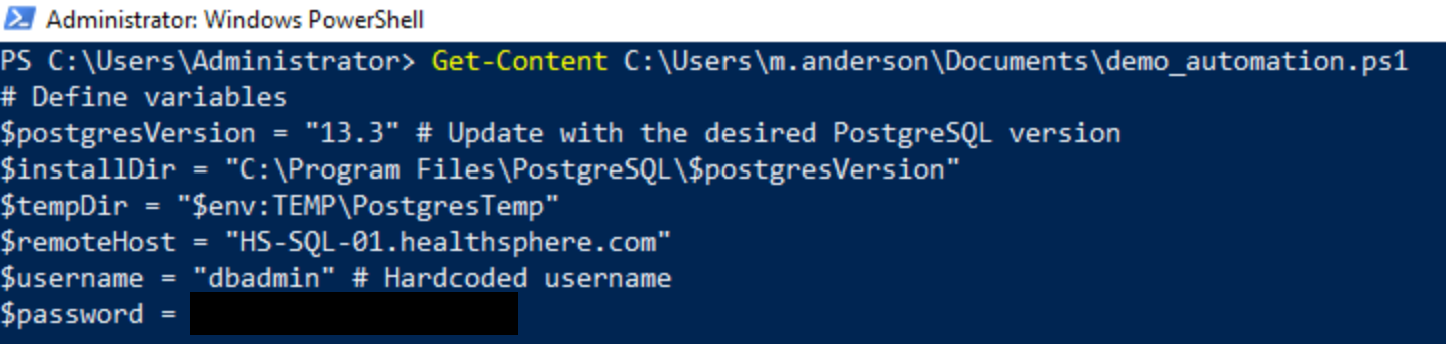 Administrator: Windows PowerShell
PS C:\Users\Administrator> Get-Content C:\Users\m.anderson\Documents\demo_automation.ps1
# Define variables
$postgresVersion = "13.3" # Update with the desired PostgreSQL version
$installDir = "C:\Program Files\PostgreSQL\$postgresVersion"
$tempDir = "$env:TEMP\PostgresTemp"
$remoteHost = "HS-SQL-01.healthsphere.com"
$username = "dbadmin" # Hardcoded username
$password =